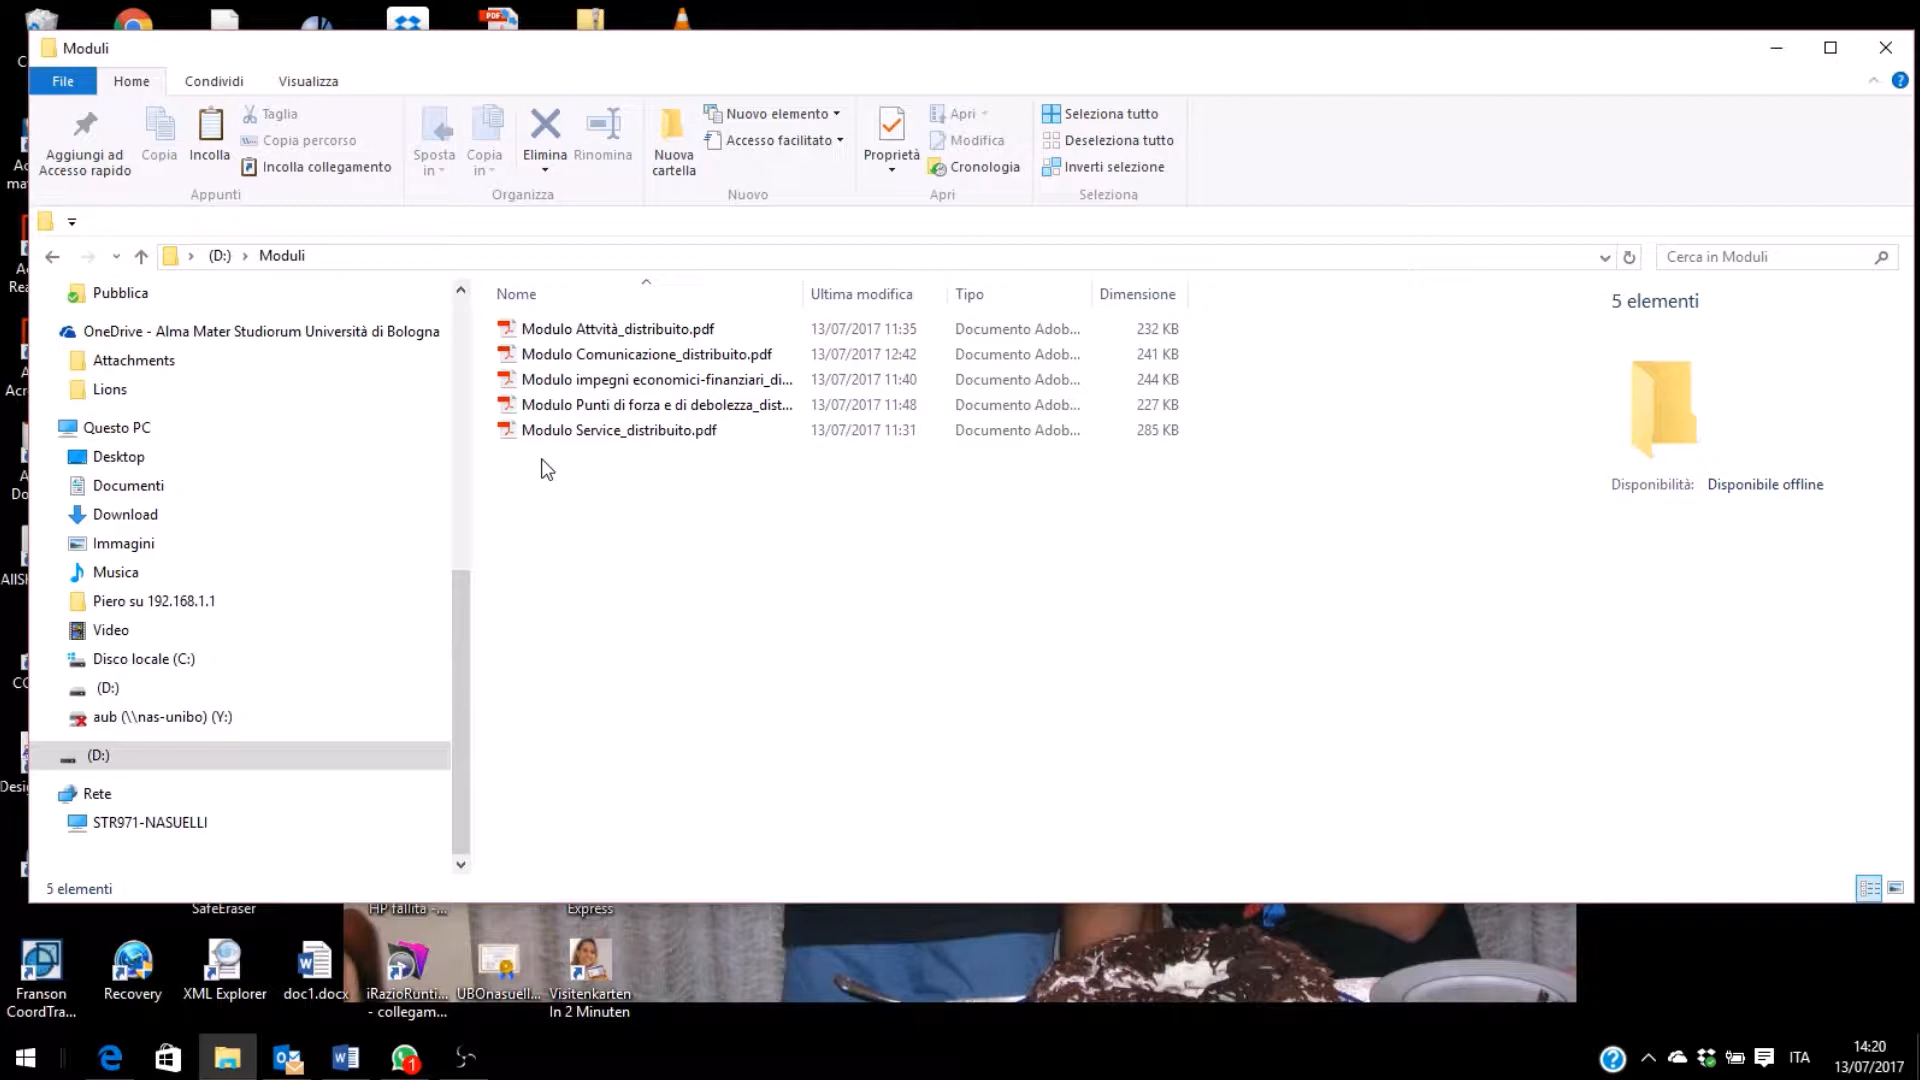 Moduli
File Home Condividi Visualizza
Aggiungi ad
Accesso rapido
Copia
Incolla
Taglia
Copia percorso
Incolla collegamento
Appunti
Sposta
in
Copia
in
Elimina
Rinomina
Organizza
Nuova
cartella
Nuovo elemento
Accesso facilitato
Nuovo
Proprietà
Apri
Modifica
Cronologia
Apri
Seleziona tutto
Deseleziona tutto
Inverti selezione
Seleziona
(D:) Moduli
Cerca in Moduli
Pubblica
OneDrive - Alma Mater Studiorum Università di Bologna
Attachments
Lions
Questo PC
Desktop
Documenti
Download
Immagini
Musica
Piero su 192.168.1.1
Video
Disco locale (C:)
(D:)
aub (\\nas-unibo) (Y:)
(D:)
Rete
STR971-NASUELLI
Nome Ultima modifica Tipo Dimensione
Modulo Attvità_distribuito.pdf 13/07/2017 11:35 Documento Adob... 232 KB
Modulo Comunicazione_distribuito.pdf 13/07/2017 12:42 Documento Adob... 241 KB
Modulo impegni economici-finanziari_di... 13/07/2017 11:40 Documento Adob... 244 KB
Modulo Punti di forza e di debolezza_dist... 13/07/2017 11:48 Documento Adob... 227 KB
Modulo Service_distribuito.pdf 13/07/2017 11:31 Documento Adob... 285 KB
5 elementi
Disponibilità: Disponibile offline
5 elementi
SafeEraser
HP fallita -...
Express
Franson
CoordTra...
Recovery
XML Explorer
doc1.docx
iRazioRunti...
- collegam...
UBOnasuell...
Visitenkarten
In 2 Minuten
1
ITA
14:20
13/07/2017